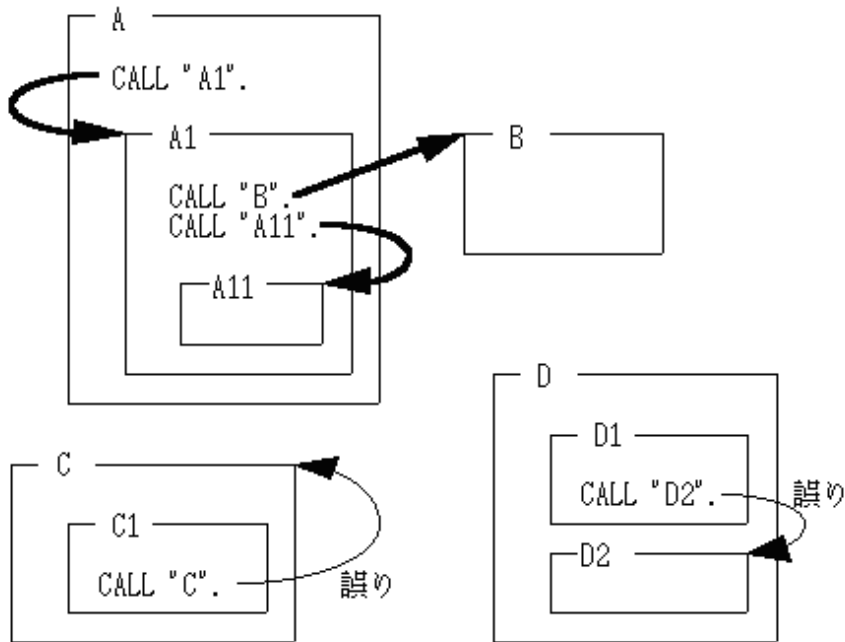 A
CALL "A1".
A1
B
CALL "B".
CALL "A11".
A11
D
D1
CALL "D2".
誤り
D2
C
C1
CALL "C".
誤り